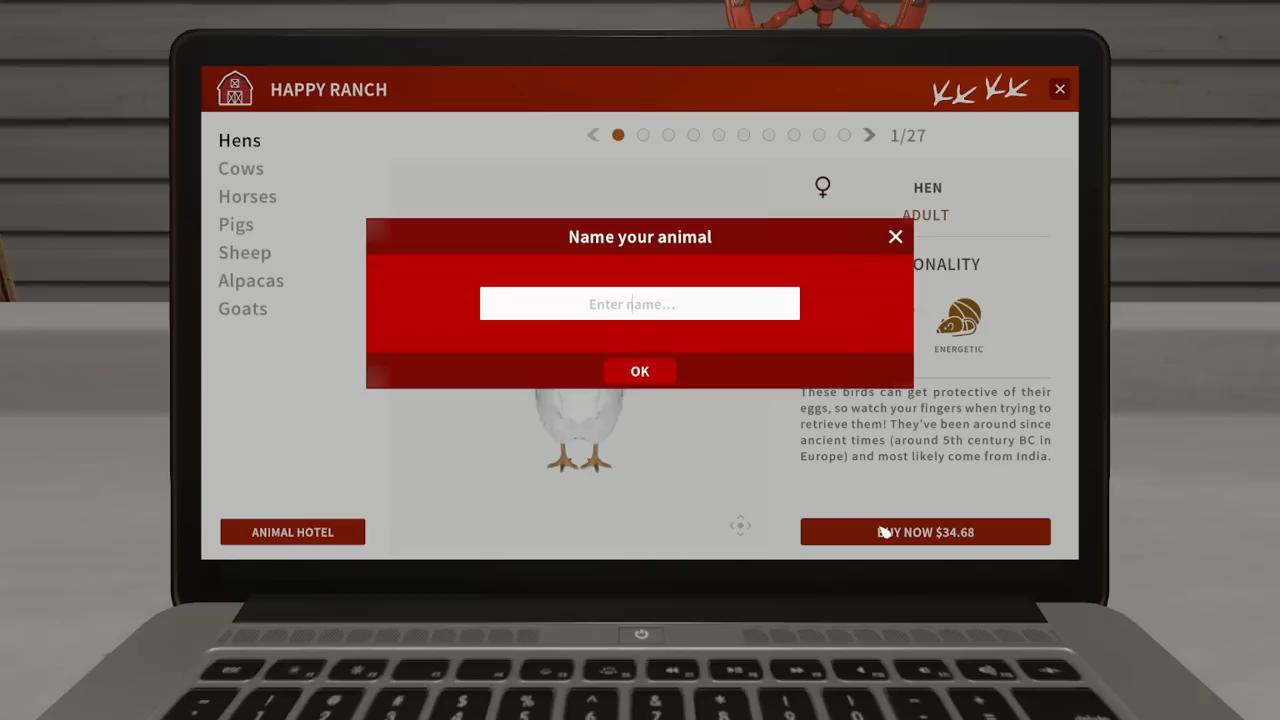 HAPPY RANCH
Hens
Cows
Horses
Pigs
Sheep
Alpacas
Goats
1/27
HEN
ADULT
Name your animal
ONALITY
Enter name...
ENERGETIC
OK
These birds can get protective of their
eggs, so watch your fingers when trying to
retrieve them! They've been around since
ancient times (around 5th century BC in
Europe) and most likely come from India.
ANIMAL HOTEL
BUY NOW $34.68